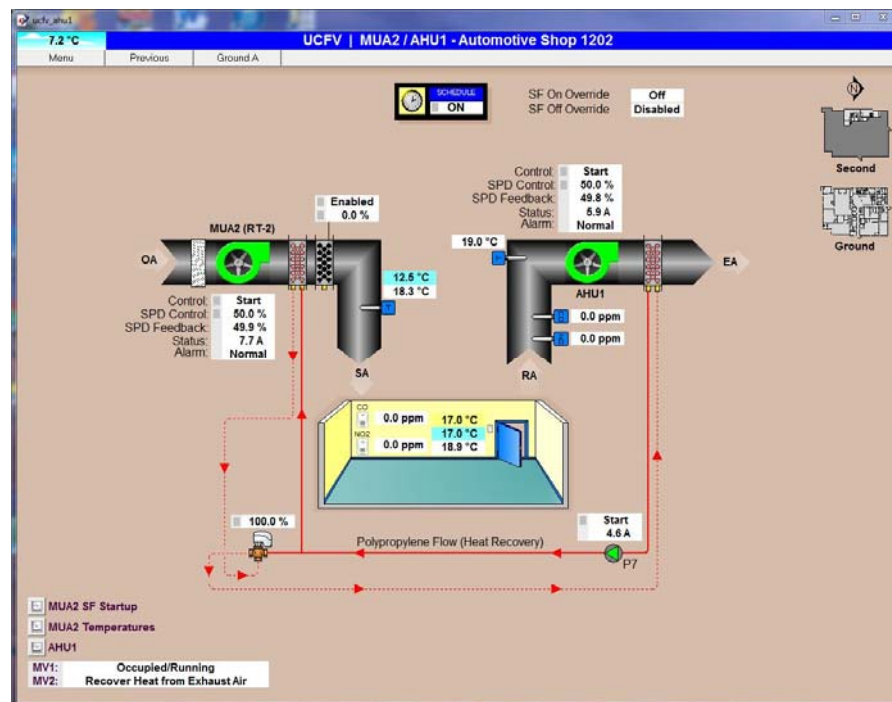 ucfv_ahu1
7.2 °C
UCFV | MUA2 / AHU1 - Automotive Shop 1202
Menu
Previous
Ground A
SCHEDULE
ON
SF On Override Off
SF Off Override Disabled
N
Second
Ground
Control: Start
SPD Control: 50.0 %
SPD Feedback: 49.8 %
Status: 5.9 A
Alarm: Normal
Enabled
0.0 %
MUA2 (RT-2)
OA
19.0 °C
EA
AHU1
12.5 °C
18.3 °C
T
Control: Start
SPD Control: 50.0 %
SPD Feedback: 49.9 %
Status: 7.7 A
Alarm: Normal
0.0 ppm
0.0 ppm
SA
RA
CO
0.0 ppm
17.0 °C
17.0 °C
NO2
0.0 ppm
18.9 °C
100.0 %
Start
4.6 A
Polypropylene Flow (Heat Recovery)
P7
MUA2 SF Startup
MUA2 Temperatures
AHU1
MV1: Occupied/Running
MV2: Recover Heat from Exhaust Air